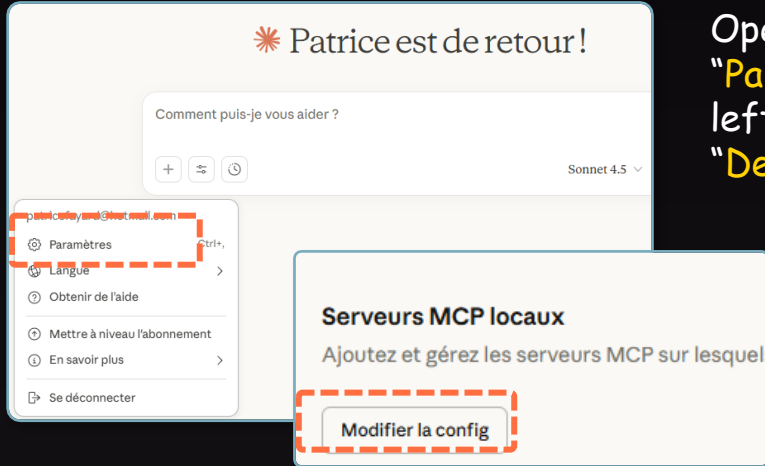 Patrice est de retour !
Comment puis-je vous aider ?
Sonnet 4.5
Paramètres
Ctrl+,
Langue
Obtenir de l'aide
Mettre à niveau l'abonnement
En savoir plus
Se déconnecter
Serveurs MCP locaux
Ajoutez et gérez les serveurs MCP sur lesquel
Modifier la config
Ope
“Pa
left
“De